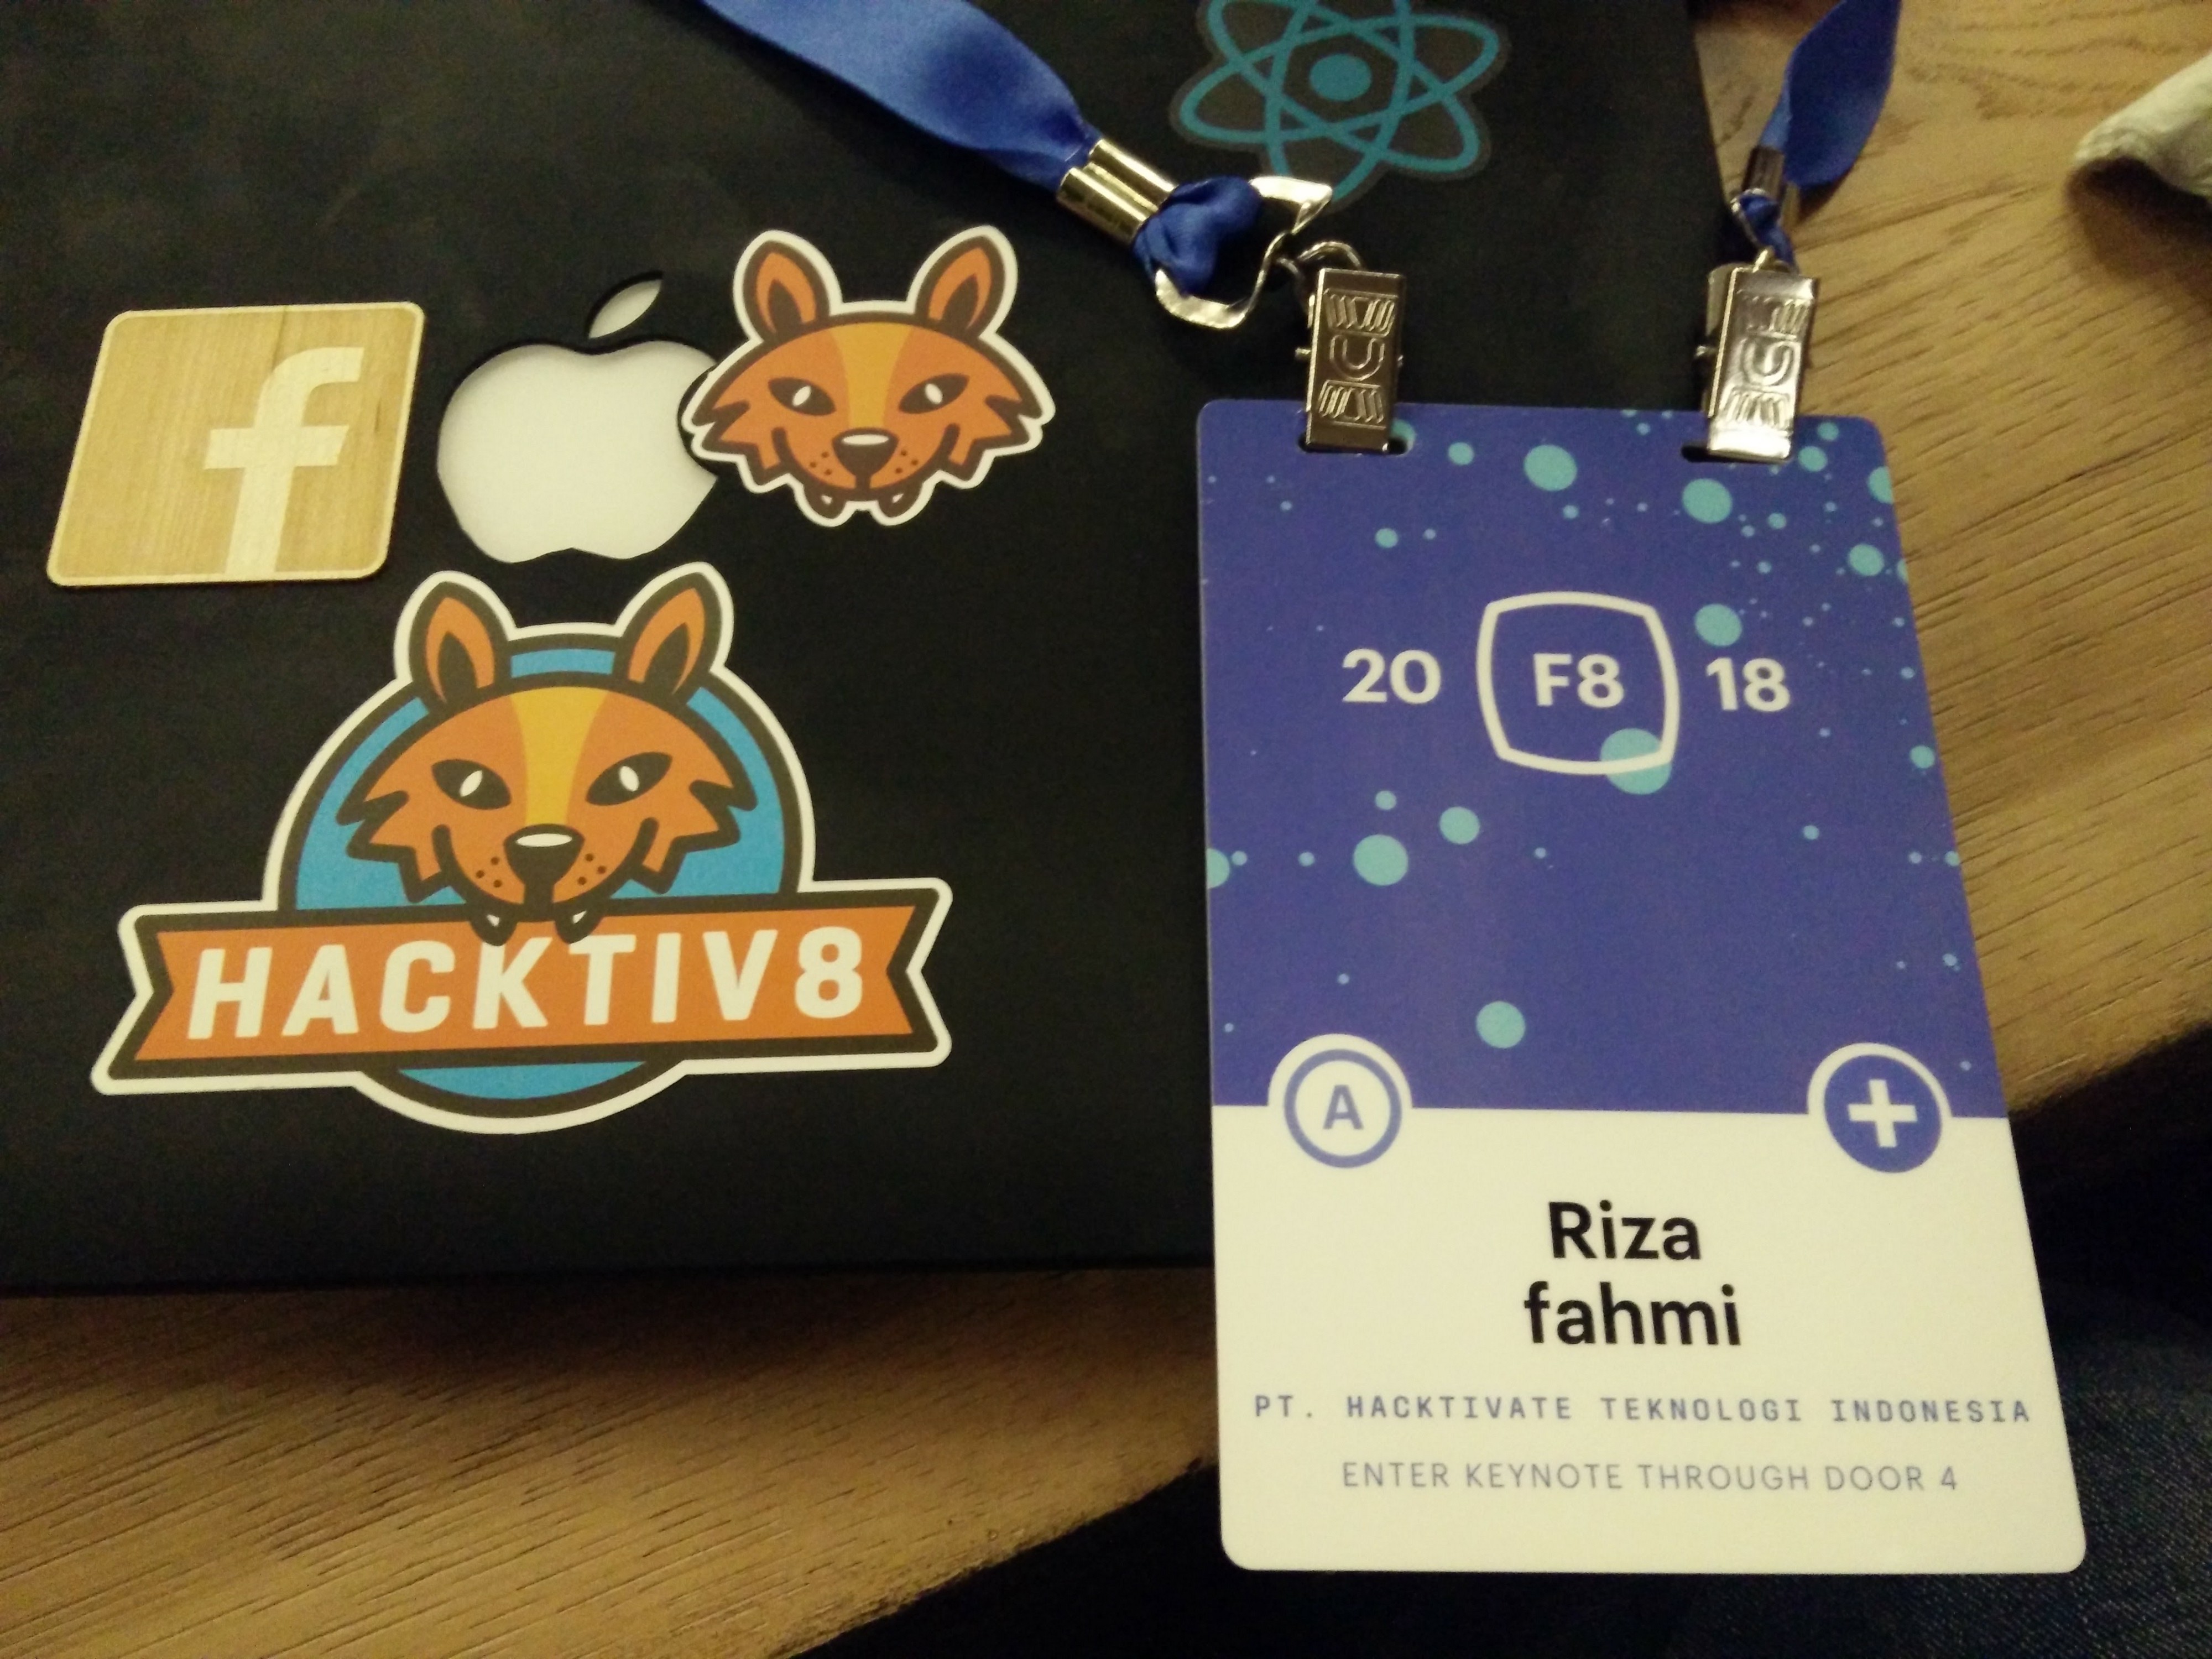 f
HACKTIV8
20 F8 18
A +
Riza
fahmi
PT. HACKTIVATE TEKNOLOGI INDONESIA
ENTER KEYNOTE THROUGH DOOR 4